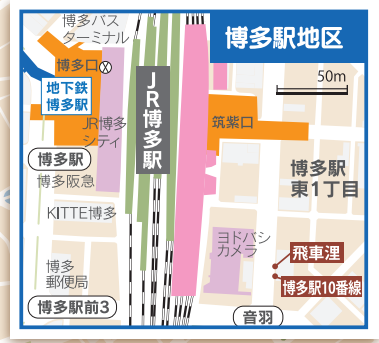 博多バス
ターミナル
博多駅地区
博多口
50m
地下鉄
博多駅
JR博多駅
JR博多
シティ
筑紫口
博多駅
博多阪急
博多駅
東1丁目
KITTE博多
ヨドバシ
カメラ
飛車浬
博多
郵便局
博多駅10番線
博多駅前3
音羽